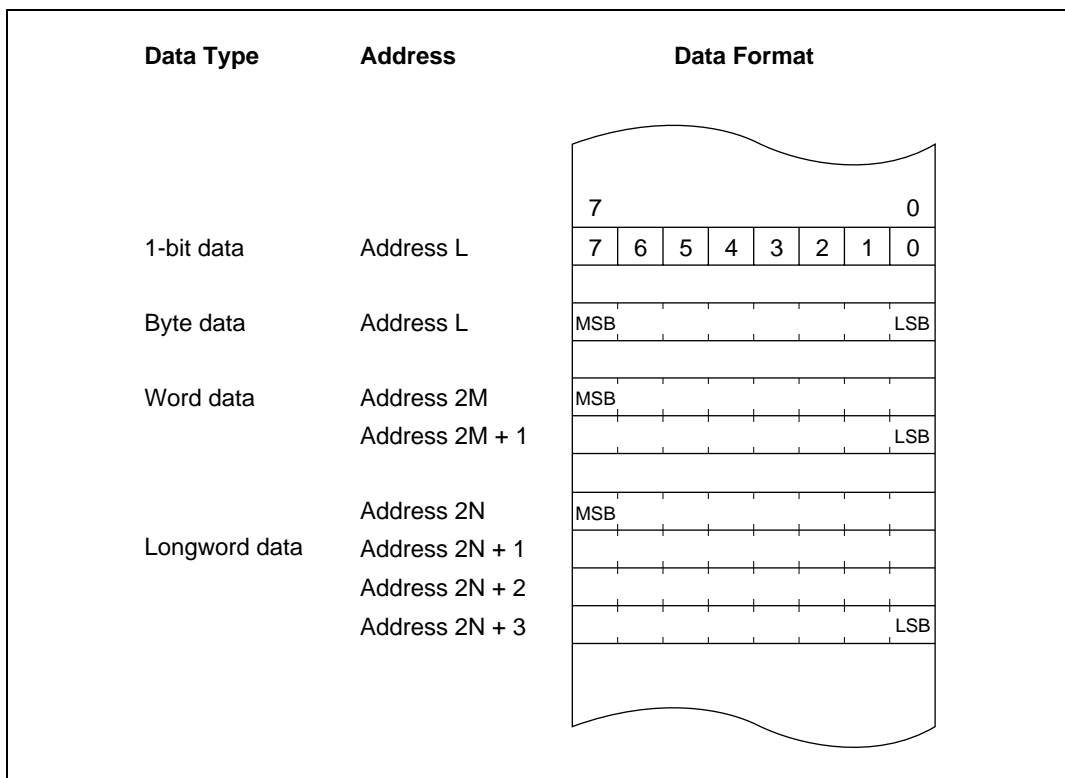 Data Type Address Data Format
7 0
1-bit data Address L 7 6 5 4 3 2 1 0
Byte data Address L MSB LSB
Word data Address 2M MSB
Address 2M + 1 LSB
Address 2N MSB
Longword data Address 2N + 1
Address 2N + 2
Address 2N + 3 LSB